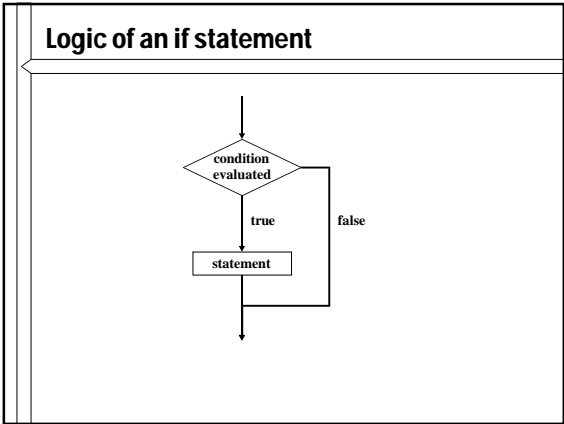 Logic of an if statement
condition
evaluated
true
false
statement